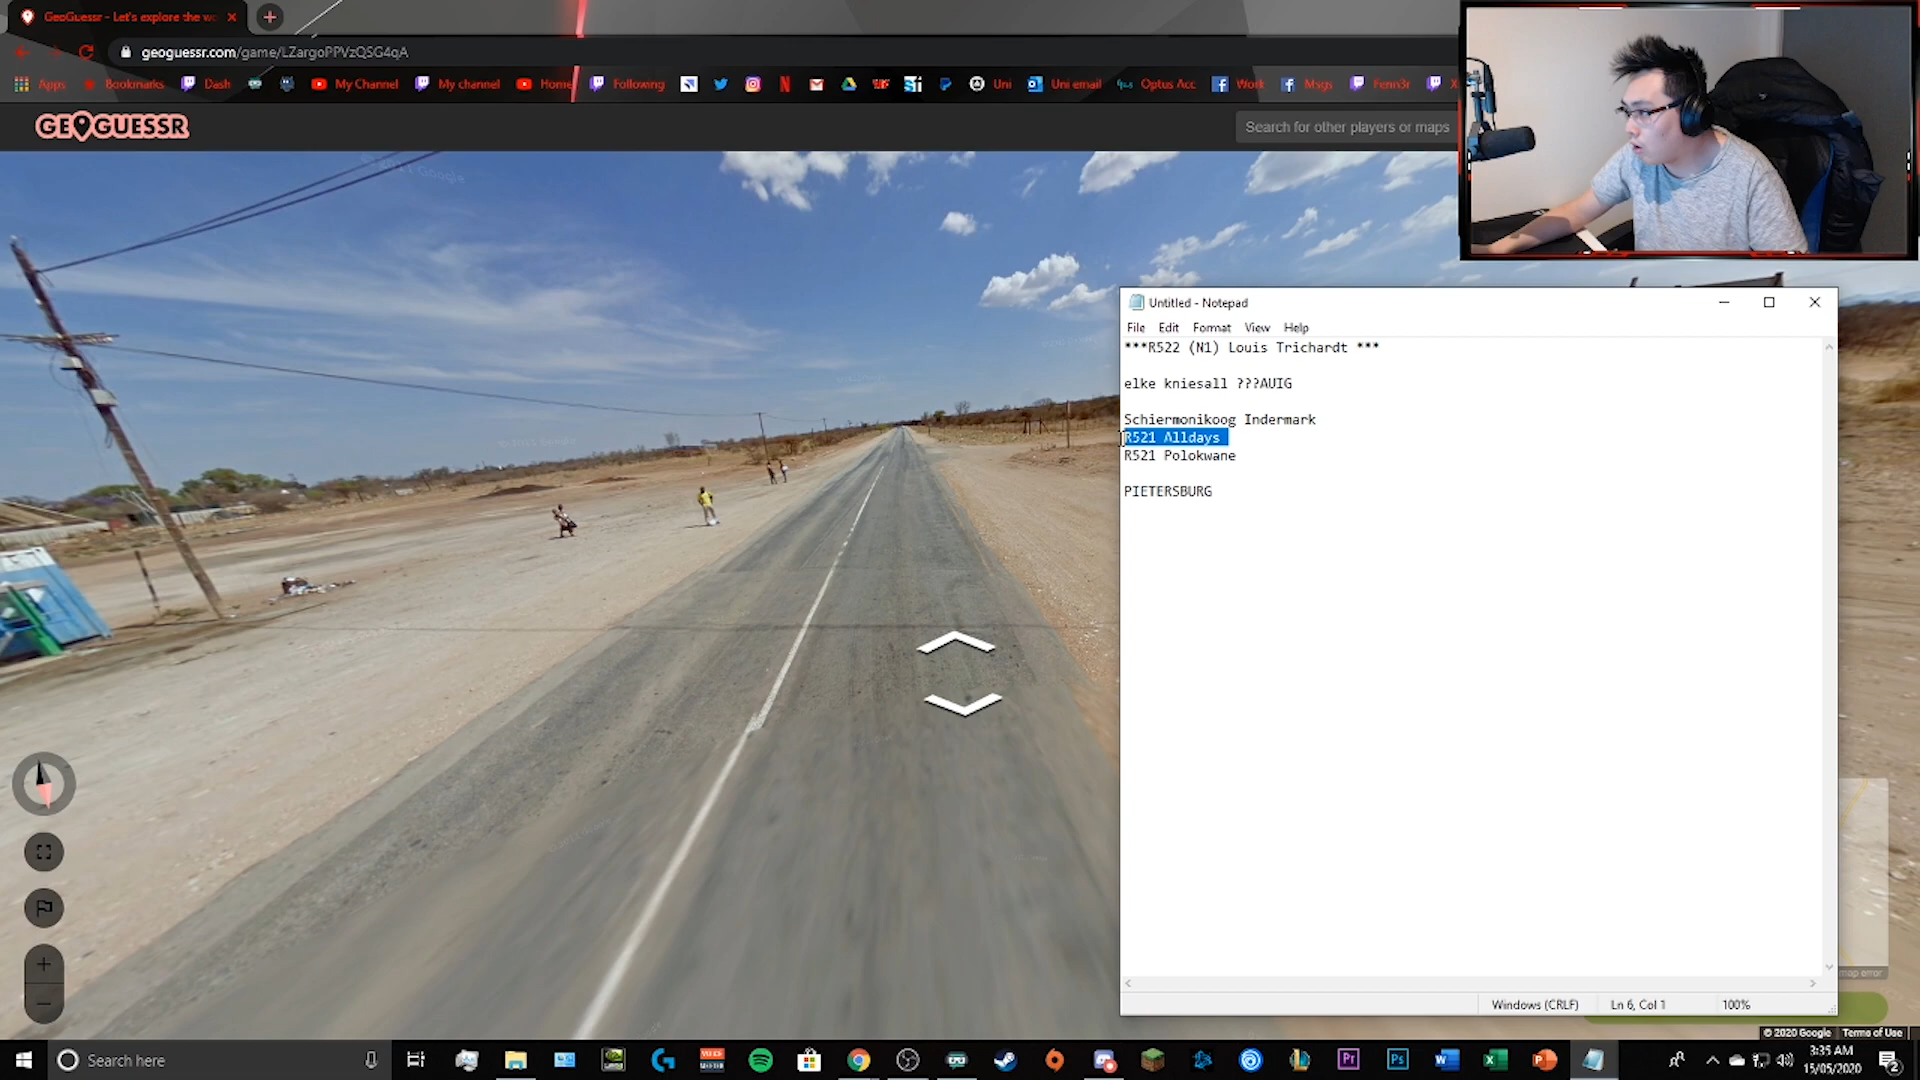 GeoGuessr - Let's explore the wo
geoguessr.com/game/LZargoPPVzQSG4qA
Apps Bookmarks Dash My Channel My channel Home Following Uni Uni email Optus Acc Work Msgs Fenn3r X
GEOGUESSR
Search for other players or maps
Untitled - Notepad
File Edit Format View Help
***R522 (N1) Louis Trichardt ***
elke kniesall ???AUIG
Schiermonikoog Indermark
R521 Alldays
R521 Polokwane
PIETERSBURG
map error
Windows (CRLF) Ln 6, Col 1 100%
© 2020 Google Terms of Use
Search here
3:35 AM
15/05/2020